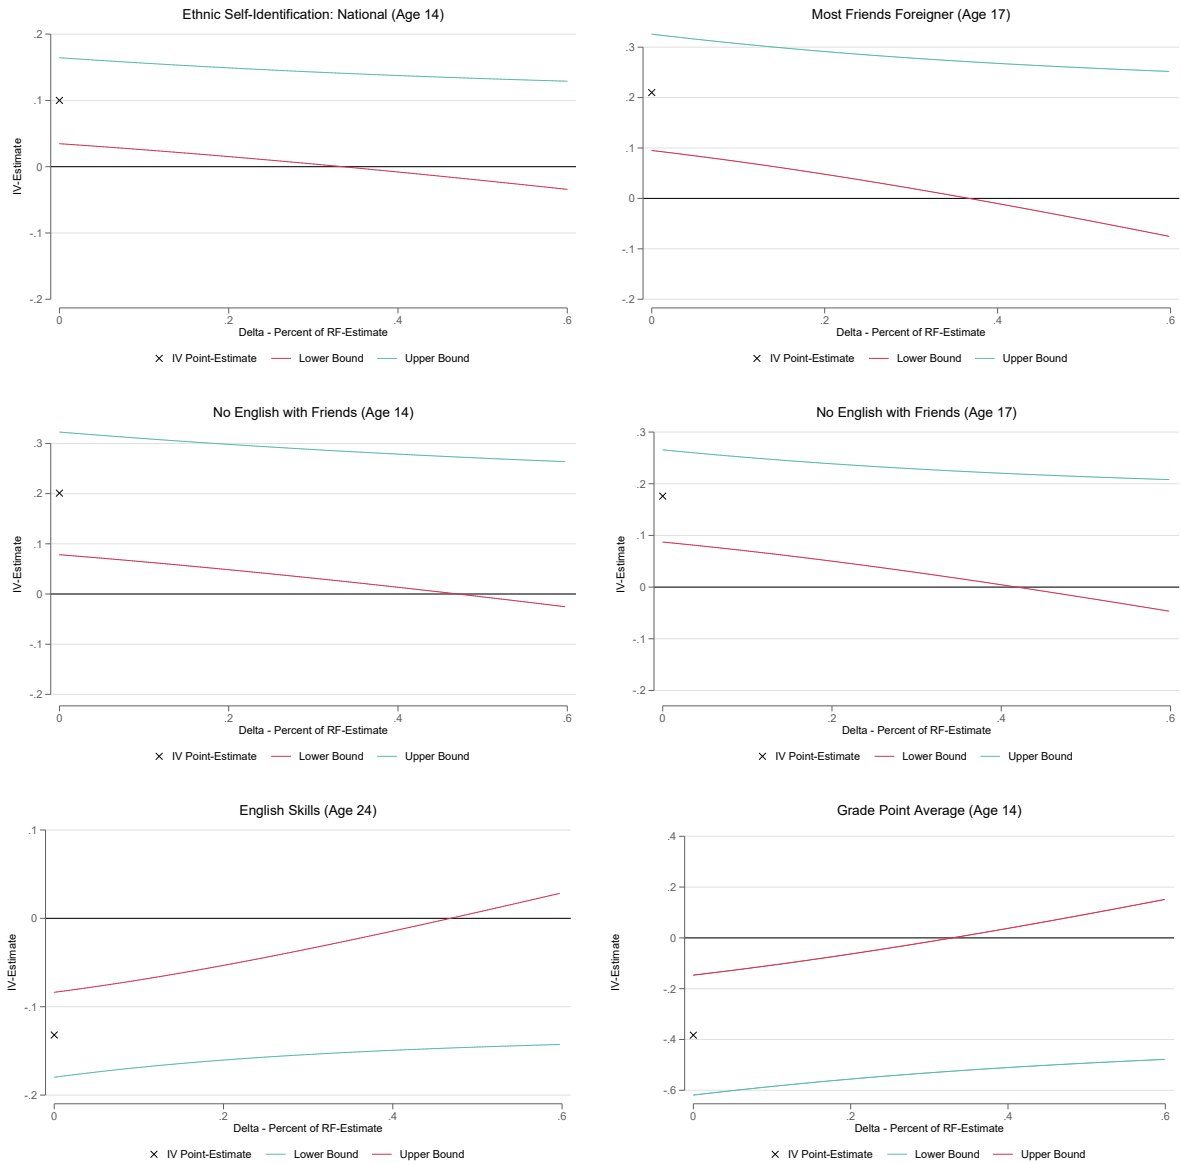 Ethnic Self-Identification: National (Age 14)
.2
.1
0
-.1
-.2
IV-Estimate
0 .2 .4 .6
Delta - Percent of RF-Estimate
IV Point-Estimate Lower Bound Upper Bound
Most Friends Foreigner (Age 17)
.3
.2
.1
0
-.1
-.2
0 .2 .4 .6
Delta - Percent of RF-Estimate
IV Point-Estimate Lower Bound Upper Bound
No English with Friends (Age 14)
.3
.2
.1
0
-.1
-.2
IV-Estimate
0 .2 .4 .6
Delta - Percent of RF-Estimate
IV Point-Estimate Lower Bound Upper Bound
No English with Friends (Age 17)
.3
.2
.1
0
-.1
-.2
IV-Estimate
0 .2 .4 .6
Delta - Percent of RF-Estimate
IV Point-Estimate Lower Bound Upper Bound
English Skills (Age 24)
.1
0
-.1
-.2
IV-Estimate
0 .2 .4 .6
Delta - Percent of RF-Estimate
IV Point-Estimate Lower Bound Upper Bound
Grade Point Average (Age 14)
.4
.2
0
-.2
-.4
-.6
IV-Estimate
0 .2 .4 .6
Delta - Percent of RF-Estimate
IV Point-Estimate Lower Bound Upper Bound